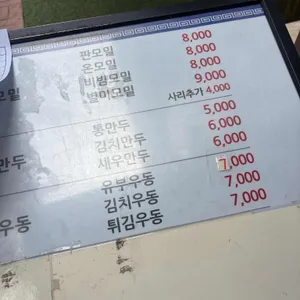 8,000
판모밀 8,000
온모밀 8,000
비빔모밀 9,000
모밀 별미모밀 사리추가 4,000
5,000
통만두 6,000
김치만두 6,000
만두 새우만두
7,000
유부우동 7,000
김치우동 7,000
우동 튀김우동